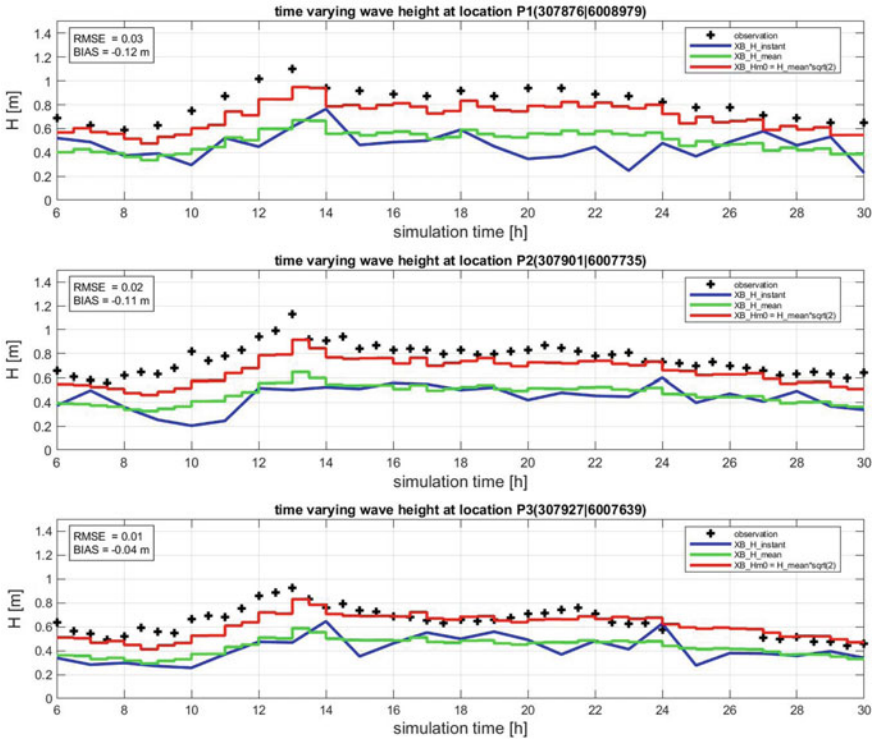 time varying wave height at location P1(307876|6008979)
1.4
1.2
1
0.8
0.6
0.4
0.2
0
H [m]
RMSE = 0.03
BIAS = -0.12 m
observation
XB_H_instant
XB_H_mean
XB_Hm0 = H_mean*sqrt(2)
6 8 10 12 14 16 18 20 22 24 26 28 30
simulation time [h]
time varying wave height at location P2(307901|6007735)
1.4
1.2
1
0.8
0.6
0.4
0.2
0
H [m]
RMSE = 0.02
BIAS = -0.11 m
observation
XB_H_instant
XB_H_mean
XB_Hm0 = H_mean*sqrt(2)
6 8 10 12 14 16 18 20 22 24 26 28 30
simulation time [h]
time varying wave height at location P3(307927|6007639)
1.4
1.2
1
0.8
0.6
0.4
0.2
0
H [m]
RMSE = 0.01
BIAS = -0.04 m
observation
XB_H_instant
XB_H_mean
XB_Hm0 = H_mean*sqrt(2)
6 8 10 12 14 16 18 20 22 24 26 28 30
simulation time [h]